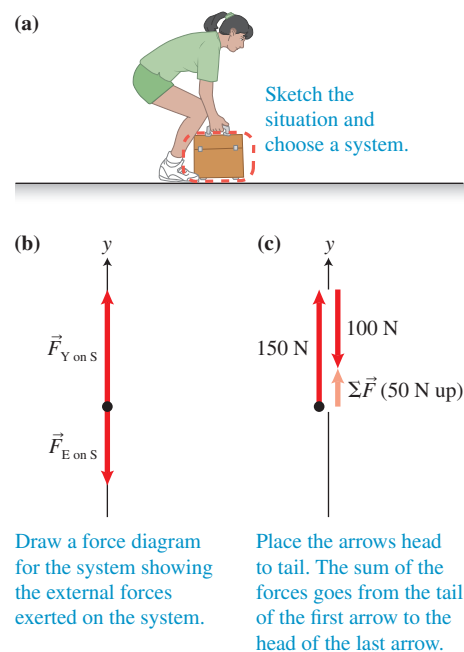 (a)
Sketch the
situation and
choose a system.
(b)
y
F⃗ Y on S
F⃗ E on S
Draw a force diagram
for the system showing
the external forces
exerted on the system.
(c)
y
150 N
100 N
ΣF⃗ (50 N up)
Place the arrows head
to tail. The sum of the
forces goes from the tail
of the first arrow to the
head of the last arrow.